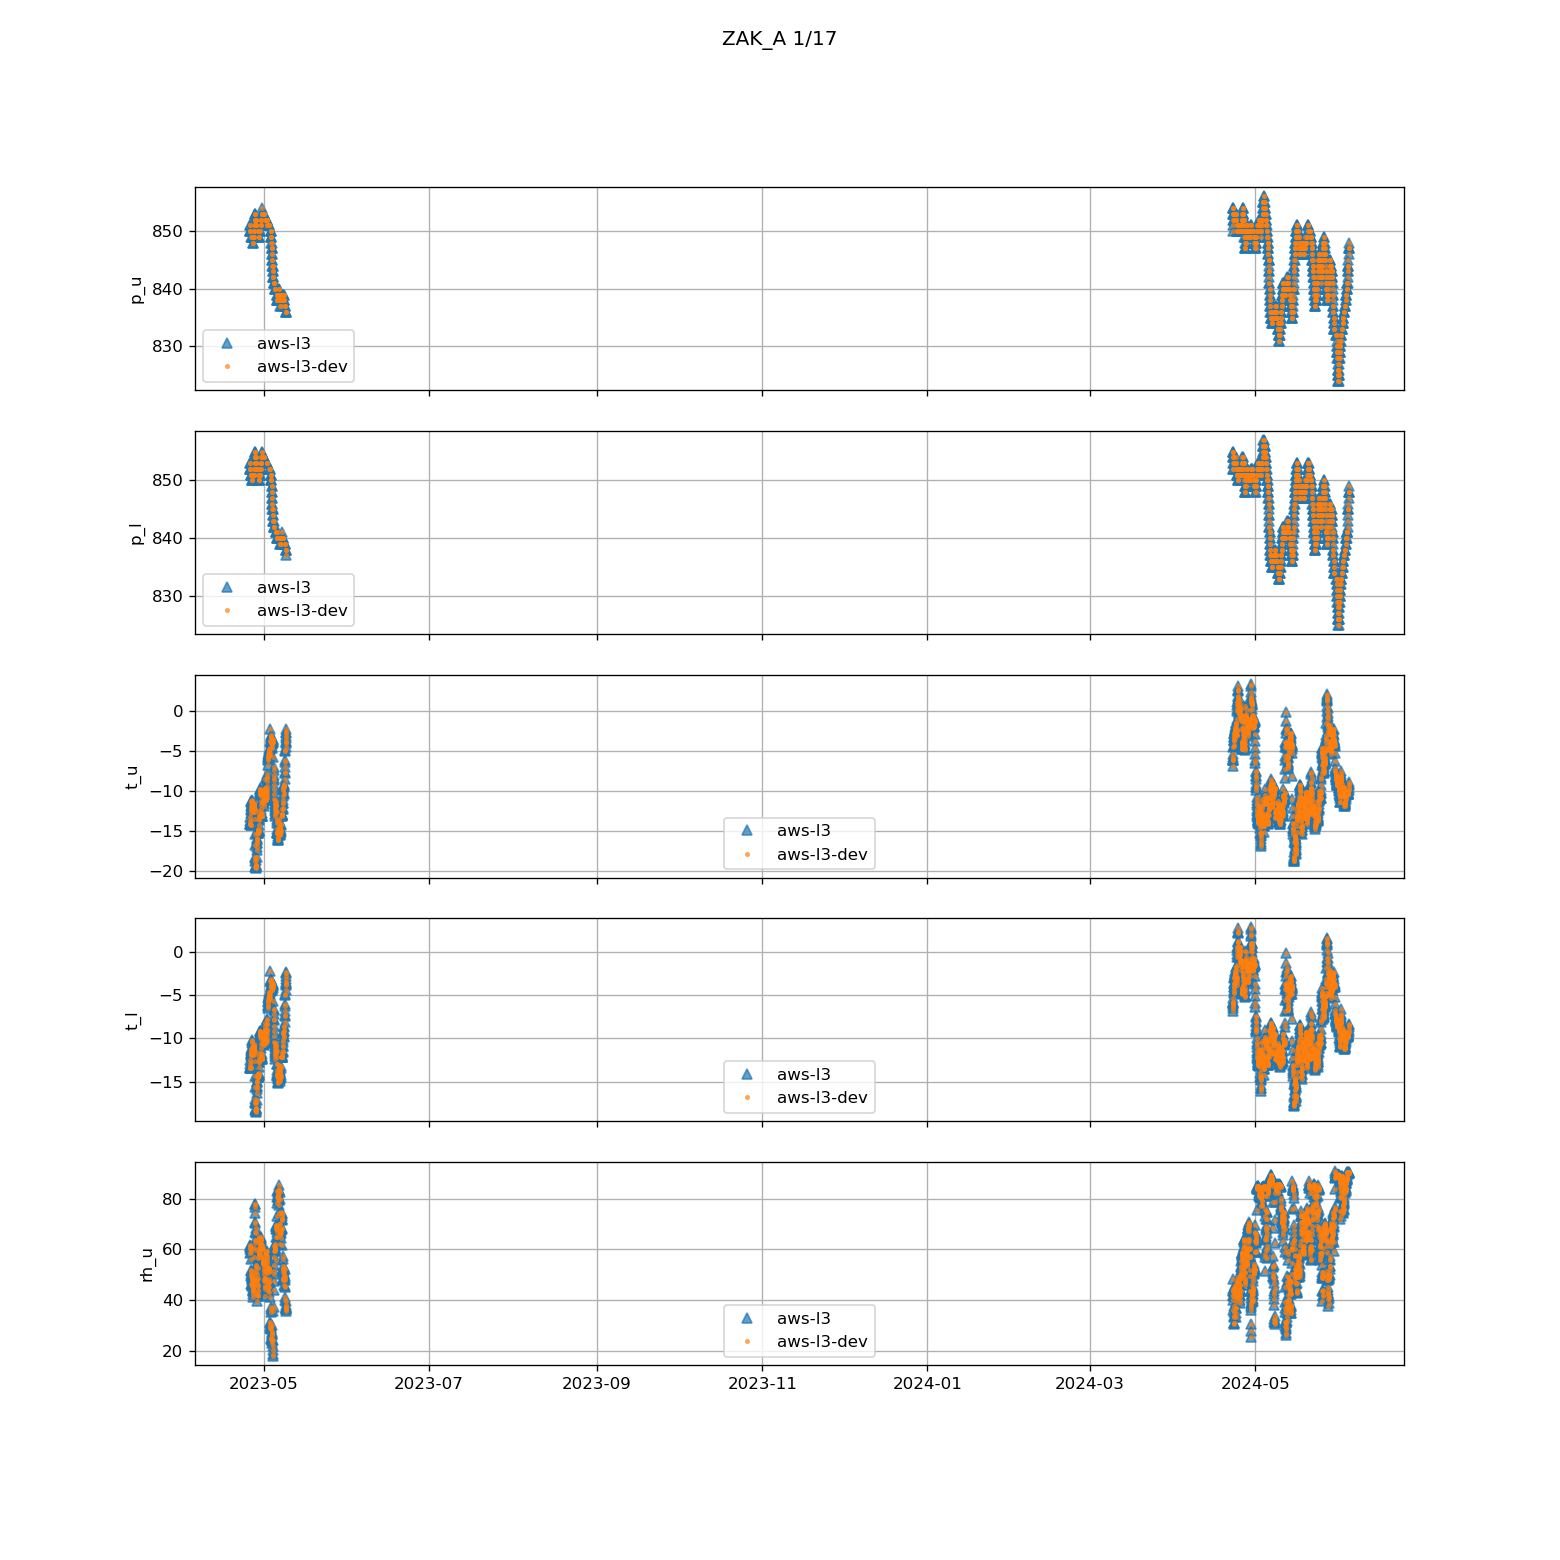 ZAK_A 1/17
850
840
830
p_u
aws-l3
aws-l3-dev
850
840
830
p_l
aws-l3
aws-l3-dev
0
−5
−10
−15
−20
t_u
aws-l3
aws-l3-dev
0
−5
−10
−15
t_l
aws-l3
aws-l3-dev
80
60
40
20
rh_u
aws-l3
aws-l3-dev
2023-05 2023-07 2023-09 2023-11 2024-01 2024-03 2024-05